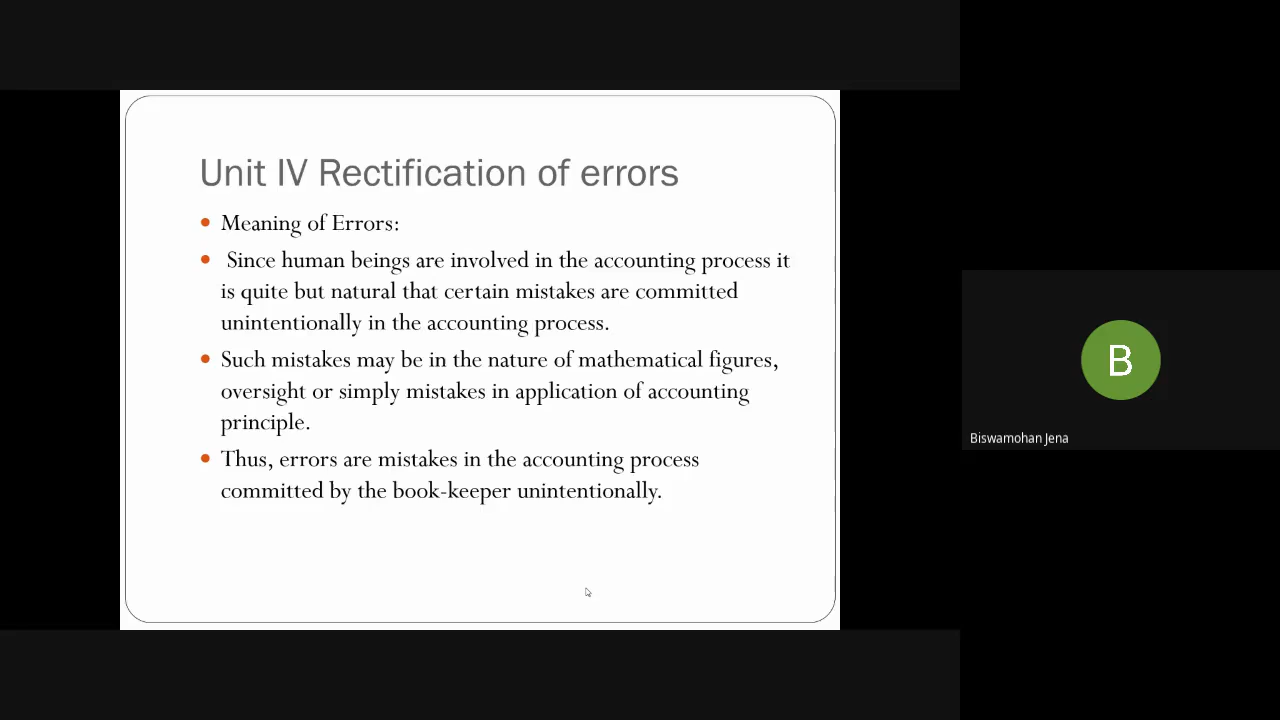 Unit IV Rectification of errors
• Meaning of Errors:
• Since human beings are involved in the accounting process it
is quite but natural that certain mistakes are committed
unintentionally in the accounting process.
• Such mistakes may be in the nature of mathematical figures,
oversight or simply mistakes in application of accounting
principle.
• Thus, errors are mistakes in the accounting process
committed by the book-keeper unintentionally.
B
Biswamohan Jena